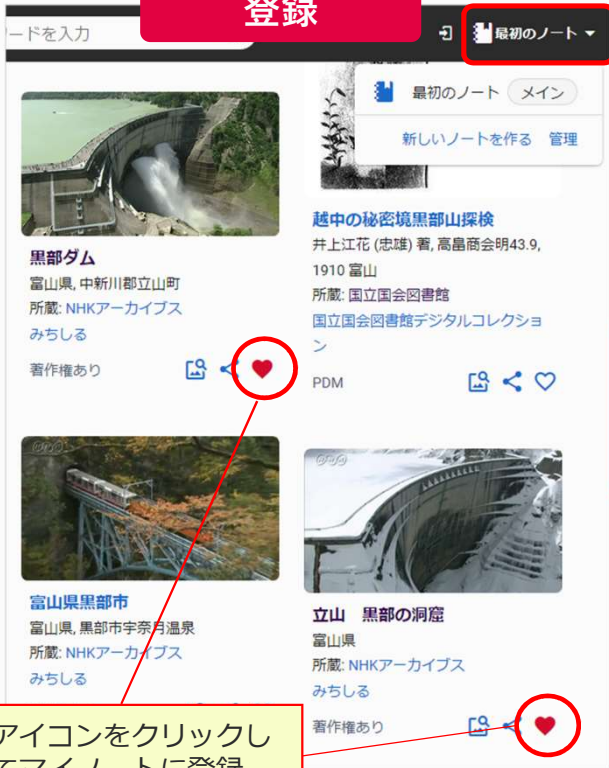 登録
ードを入力
最初のノート
最初のノート メイン
新しいノートを作る 管理
黒部ダム
富山県, 中新川郡立山町
所蔵: NHKアーカイブス
みちしる
著作権あり
越中の秘密境黒部山探検
井上江花 (忠雄) 著, 高畠商会明43.9,
1910 富山
所蔵: 国立国会図書館
国立国会図書館デジタルコレクショ
ン
PDM
富山県黒部市
富山県, 黒部市宇奈月温泉
所蔵: NHKアーカイブス
みちしる
立山 黒部の洞窟
富山県
所蔵: NHKアーカイブス
みちしる
著作権あり
アイコンをクリックし
てマイノートに登録